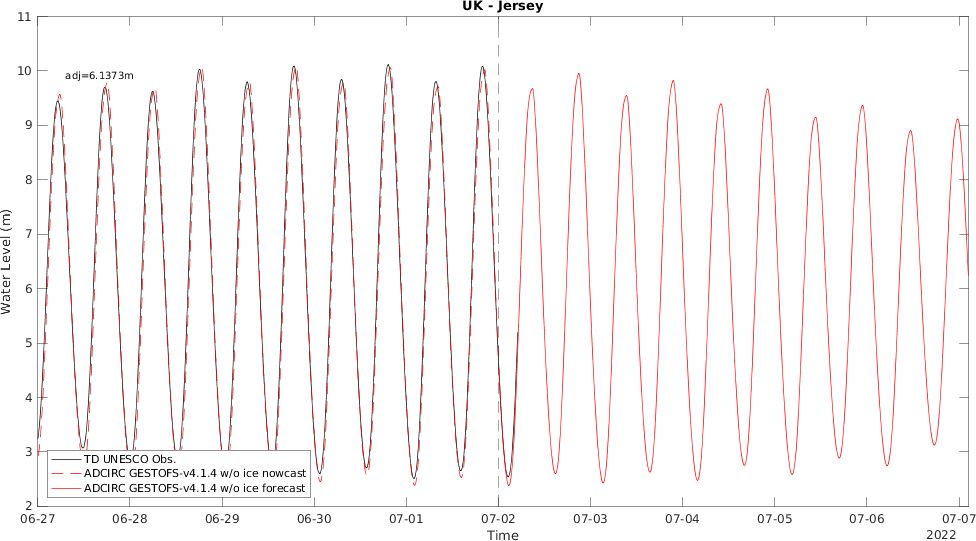 UK - Jersey
11
10
9
8
7
6
5
4
3
2
Water Level (m)
adj=6.1373m
TD UNESCO Obs.
ADCIRC GESTOFS-v4.1.4 w/o ice nowcast
ADCIRC GESTOFS-v4.1.4 w/o ice forecast
06-27 06-28 06-29 06-30 07-01 07-02 07-03 07-04 07-05 07-06 07-07
Time
2022